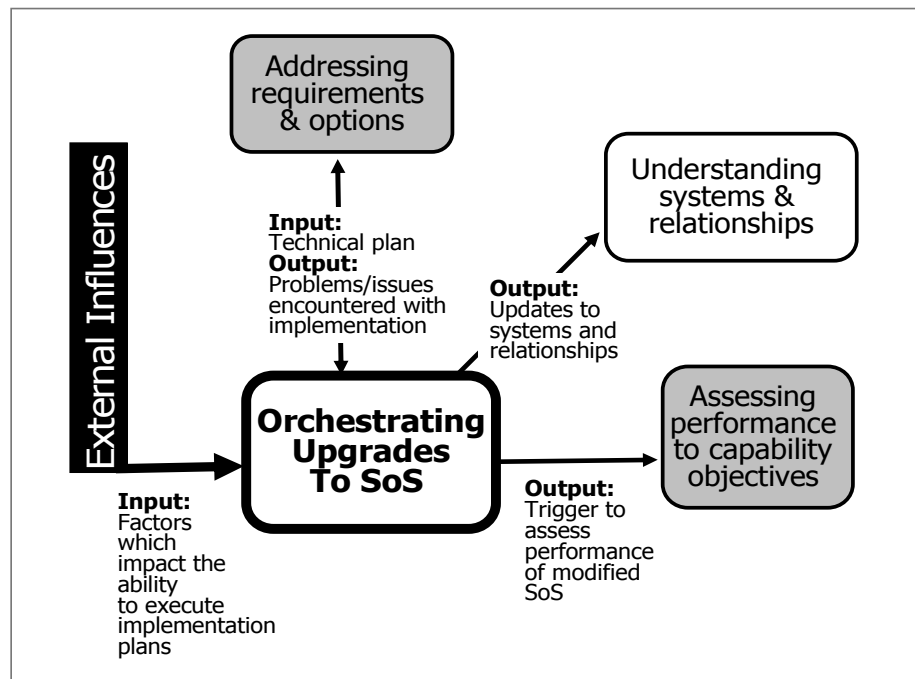 Addressing
requirements
& options
External Influences
Understanding
systems &
relationships
Input:
Technical plan
Output:
Problems/issues
encountered with
implementation
Output:
Updates to
systems and
relationships
Orchestrating
Upgrades
To SoS
Assessing
performance
to capability
objectives
Input:
Factors
which
impact the
ability
to execute
implementation
plans
Output:
Trigger to
assess
performance
of modified
SoS